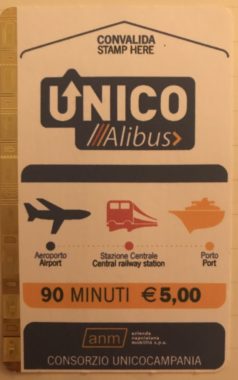 CONVALIDA
STAMP HERE
UNICO
///Alibus>
Aeroporto
Airport
Stazione Centrale
Central railway station
Porto
Port
90 MINUTI €5,00
anm azienda
napoletana
mobilità s.p.a.
CONSORZIO UNICOCAMPANIA